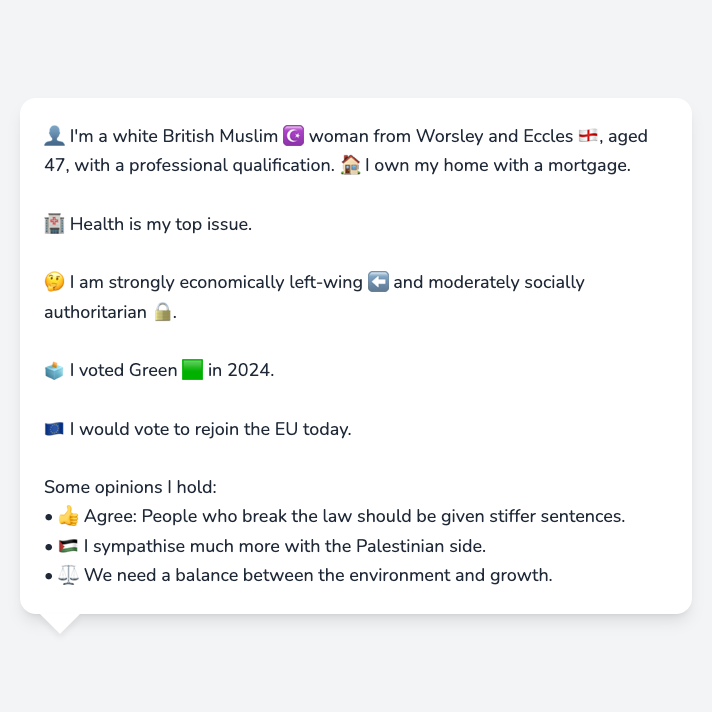 👤 I'm a white British Muslim ☪️ woman from Worsley and Eccles 🏴󠁧󠁢󠁥󠁮󠁧󠁿, aged
47, with a professional qualification. 🏠 I own my home with a mortgage.
🏥 Health is my top issue.
🤔 I am strongly economically left-wing ⬅️ and moderately socially
authoritarian 🔒.
🗳️ I voted Green 🟩 in 2024.
🇪🇺 I would vote to rejoin the EU today.
Some opinions I hold:
• 👍 Agree: People who break the law should be given stiffer sentences.
• 🇵🇸 I sympathise much more with the Palestinian side.
• ⚖️ We need a balance between the environment and growth.